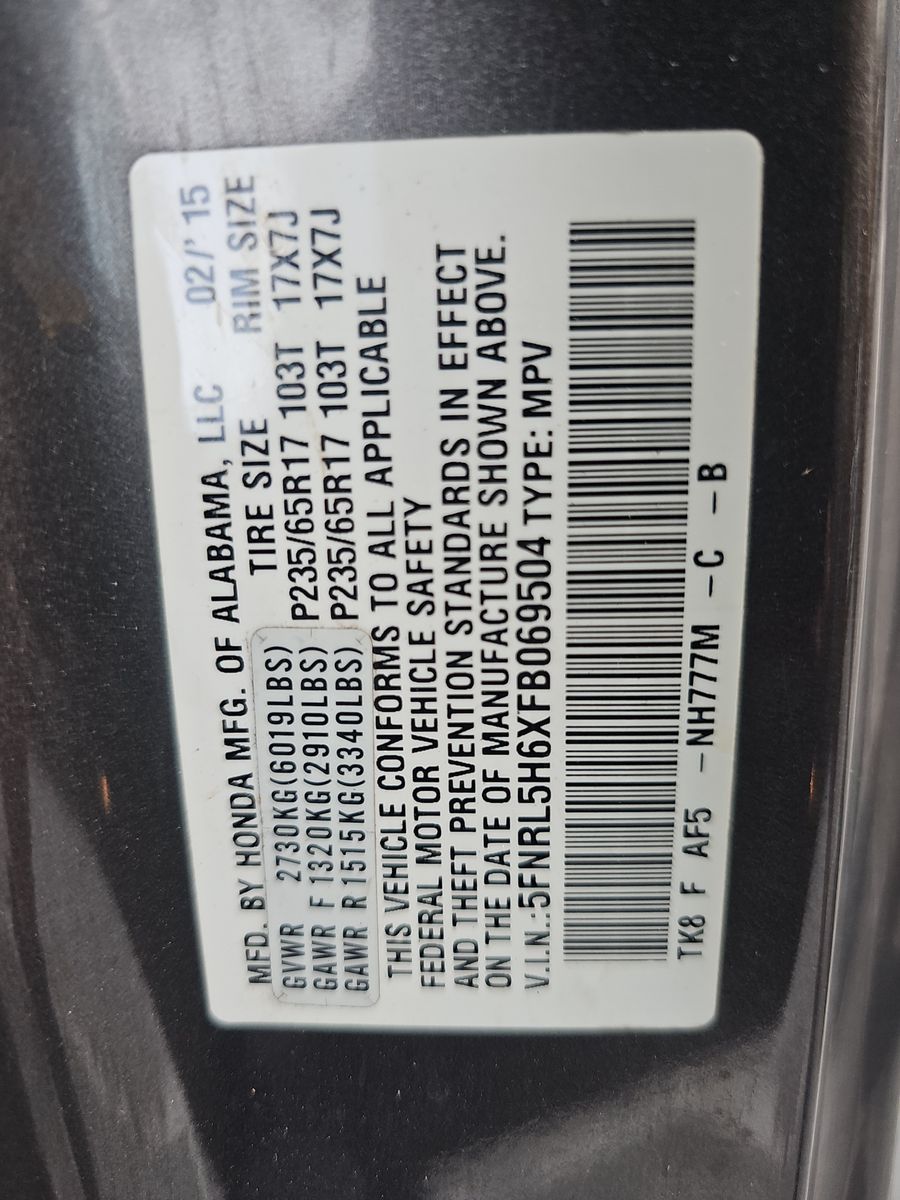 MFD. BY HONDA MFG. OF ALABAMA, LLC 02/'15
TIRE SIZE RIM SIZE
GVWR 2730KG(6019LBS)
GAWR F 1320KG(2910LBS) P235/65R17 103T 17X7J
GAWR R 1515KG(3340LBS) P235/65R17 103T 17X7J
THIS VEHICLE CONFORMS TO ALL APPLICABLE
FEDERAL MOTOR VEHICLE SAFETY
AND THEFT PREVENTION STANDARDS IN EFFECT
ON THE DATE OF MANUFACTURE SHOWN ABOVE.
V.I.N.:5FNRL5H6XFB069504 TYPE: MPV
TK8 F AF5 -NH777M -C -B